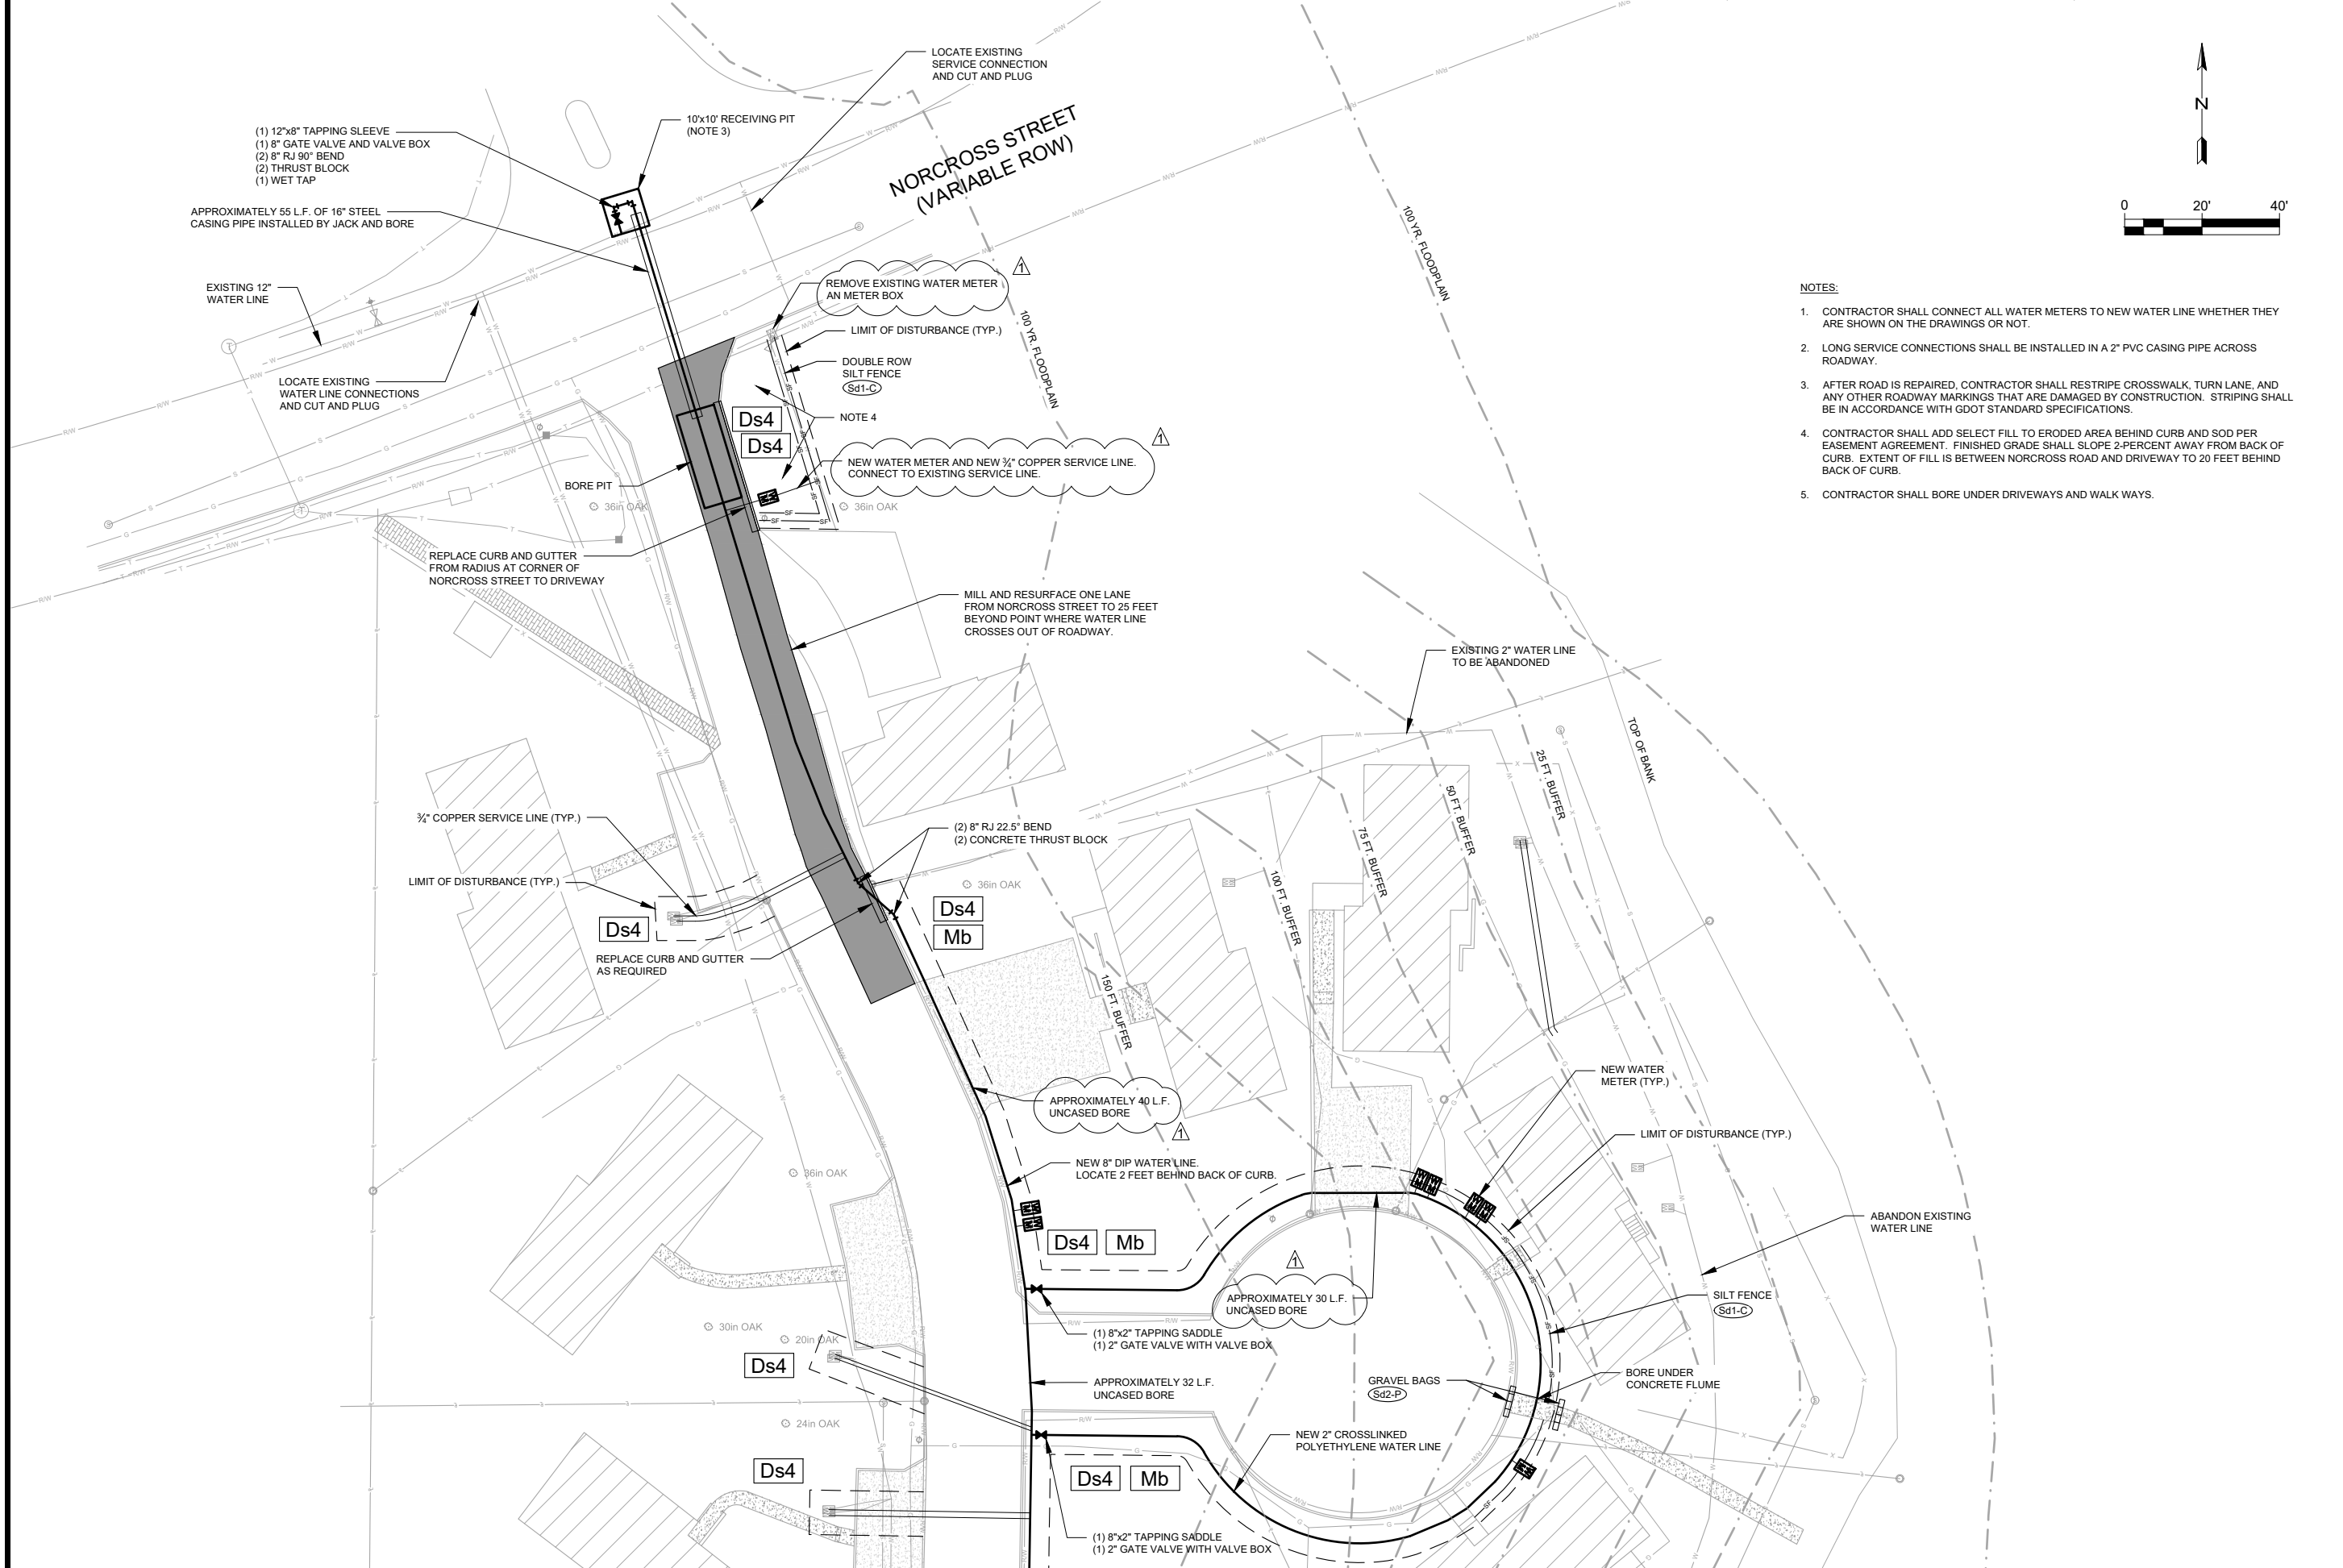 LOCATE EXISTING
SERVICE CONNECTION
AND CUT AND PLUG
10'x10' RECEIVING PIT
(NOTE 3)
(1) 12"x8" TAPPING SLEEVE
(1) 8" GATE VALVE AND VALVE BOX
(2) 8" RJ 90° BEND
(2) THRUST BLOCK
(1) WET TAP
APPROXIMATELY 55 L.F. OF 16" STEEL
CASING PIPE INSTALLED BY JACK AND BORE
NORCROSS STREET
(VARIABLE ROW)
N
0 20' 40'
EXISTING 12"
WATER LINE
LOCATE EXISTING
WATER LINE CONNECTIONS
AND CUT AND PLUG
REMOVE EXISTING WATER METER
AN METER BOX
1
LIMIT OF DISTURBANCE (TYP.)
DOUBLE ROW
SILT FENCE
Sd1-C
NOTE 4
Ds4
Ds4
NEW WATER METER AND NEW ¾" COPPER SERVICE LINE.
CONNECT TO EXISTING SERVICE LINE.
1
100 YR. FLOODPLAIN
100 YR. FLOODPLAIN
NOTES:
1. CONTRACTOR SHALL CONNECT ALL WATER METERS TO NEW WATER LINE WHETHER THEY
ARE SHOWN ON THE DRAWINGS OR NOT.
2. LONG SERVICE CONNECTIONS SHALL BE INSTALLED IN A 2" PVC CASING PIPE ACROSS
ROADWAY.
3. AFTER ROAD IS REPAIRED, CONTRACTOR SHALL RESTRIPE CROSSWALK, TURN LANE, AND
ANY OTHER ROADWAY MARKINGS THAT ARE DAMAGED BY CONSTRUCTION. STRIPING SHALL
BE IN ACCORDANCE WITH GDOT STANDARD SPECIFICATIONS.
4. CONTRACTOR SHALL ADD SELECT FILL TO ERODED AREA BEHIND CURB AND SOD PER
EASEMENT AGREEMENT. FINISHED GRADE SHALL SLOPE 2-PERCENT AWAY FROM BACK OF
CURB. EXTENT OF FILL IS BETWEEN NORCROSS ROAD AND DRIVEWAY TO 20 FEET BEHIND
BACK OF CURB.
5. CONTRACTOR SHALL BORE UNDER DRIVEWAYS AND WALK WAYS.
BORE PIT
36in OAK
36in OAK
REPLACE CURB AND GUTTER
FROM RADIUS AT CORNER OF
NORCROSS STREET TO DRIVEWAY
MILL AND RESURFACE ONE LANE
FROM NORCROSS STREET TO 25 FEET
BEYOND POINT WHERE WATER LINE
CROSSES OUT OF ROADWAY.
EXISTING 2" WATER LINE
TO BE ABANDONED
TOP OF BANK
25 FT. BUFFER
50 FT. BUFFER
75 FT. BUFFER
100 FT. BUFFER
150 FT. BUFFER
¾" COPPER SERVICE LINE (TYP.)
(2) 8" RJ 22.5° BEND
(2) CONCRETE THRUST BLOCK
LIMIT OF DISTURBANCE (TYP.)
36in OAK
Ds4
Mb
Ds4
REPLACE CURB AND GUTTER
AS REQUIRED
NEW WATER
METER (TYP.)
APPROXIMATELY 40 L.F.
UNCASED BORE
1
LIMIT OF DISTURBANCE (TYP.)
36in OAK
NEW 8" DIP WATER LINE.
LOCATE 2 FEET BEHIND BACK OF CURB.
Ds4 Mb
ABANDON EXISTING
WATER LINE
1
APPROXIMATELY 30 L.F.
UNCASED BORE
SILT FENCE
Sd1-C
30in OAK
20in OAK
(1) 8"x2" TAPPING SADDLE
(1) 2" GATE VALVE WITH VALVE BOX
Ds4
APPROXIMATELY 32 L.F.
UNCASED BORE
GRAVEL BAGS
Sd2-P
BORE UNDER
CONCRETE FLUME
24in OAK
NEW 2" CROSSLINKED
POLYETHYLENE WATER LINE
Ds4
Ds4 Mb
(1) 8"x2" TAPPING SADDLE
(1) 2" GATE VALVE WITH VALVE BOX